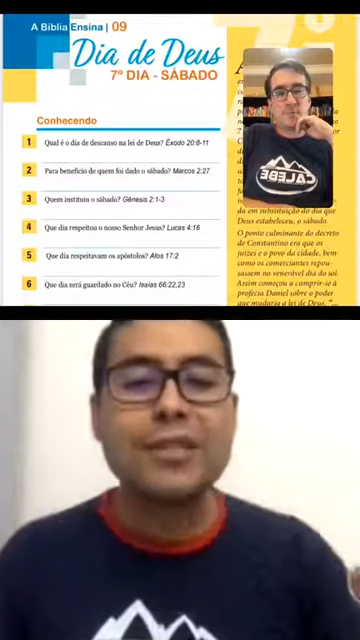 A Bíblia Ensina | 09
Dia de Deus
7º DIA - SÁBADO
Conhecendo
1 Qual é o dia de descanso na lei de Deus? Êxodo 20:8-11
2 Para benefício de quem foi dado o sábado? Marcos 2:27
3 Quem instituiu o sábado? Gênesis 2:1-3
4 Que dia respeitou o nosso Senhor Jesus? Lucas 4:16
5 Que dia respeitavam os apóstolos? Atos 17:2
6 Que dia será guardado no Céu? Isaías 66:22,23
7º
CALEBE
da em substituição do dia que
Deus estabeleceu, o sábado.
O ponto culminante do decreto
de Constantino era que os
juízes e o povo da cidade, bem
como os comerciantes repou-
sassem no venerável dia do sol.
Assim começou a cumprir-se a
profecia Daniel sobre o poder
que mudaria a lei de Deus. "...